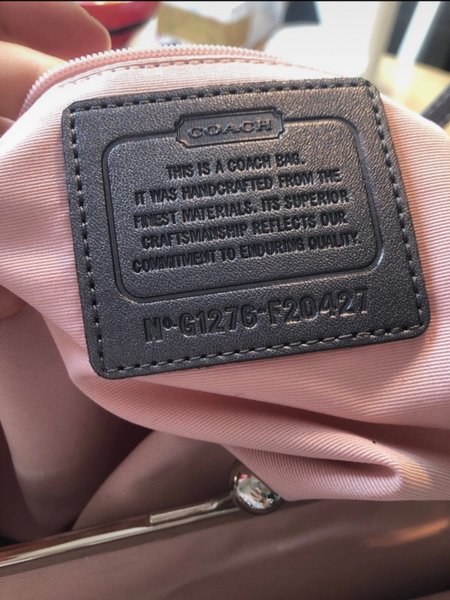 COACH
THIS IS A COACH BAG.
IT WAS HANDCRAFTED FROM THE
FINEST MATERIALS. ITS SUPERIOR
CRAFTSMANSHIP REFLECTS OUR
COMMITMENT TO ENDURING QUALITY.
Nº G1276-F20427